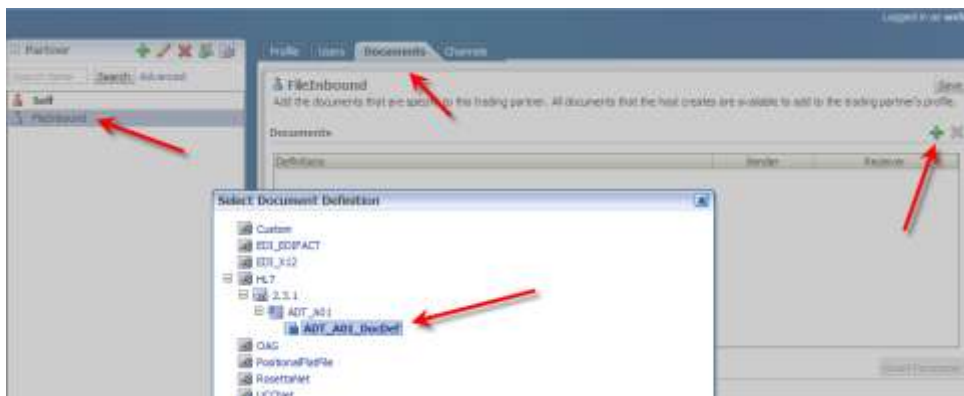 Logged in as
Partner
Profile Users Documents Channels
Search Advanced
FileInbound
Save
Self
Add the documents that are specific to this trading partner. All documents that the host creates are available to add to the trading partner's profile.
FileInbound
Documents
Definition Sender Receiver
Select Document Definition
Custom
EDI_EDIFACT
EDI_X12
HL7
2.3.1
ADT_A01
ADT_A01_DocDef
OAG
PositionalFlatFile
RosettaNet
UCCNet